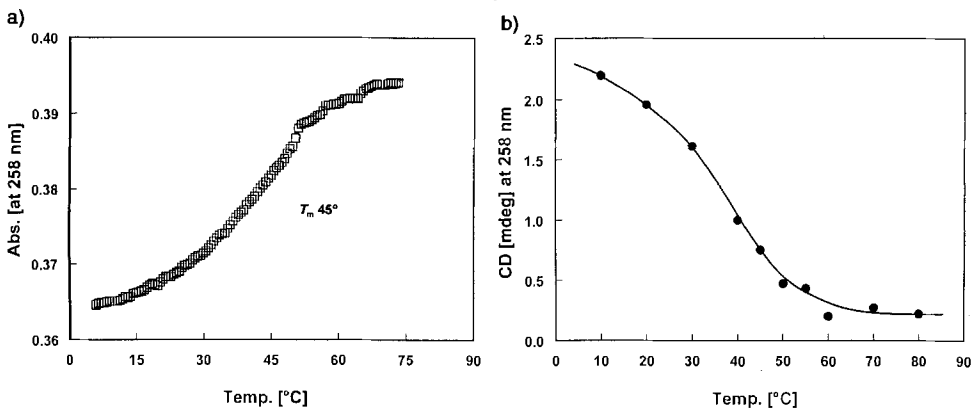 a)
0.40
0.39
0.38
0.37
0.36
Abs. [at 258 nm]
Tm 45°
0 15 30 45 60 75 90
Temp. [°C]
b)
2.5
2.0
1.5
1.0
0.5
0.0
CD [mdeg] at 258 nm
0 10 20 30 40 50 60 70 80 90
Temp. [°C]